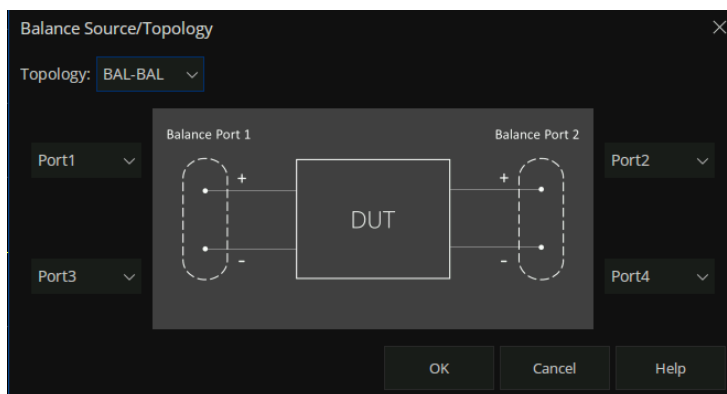 Balance Source/Topology
Topology: BAL-BAL
Balance Port 1
Balance Port 2
Port1
Port2
+
+
DUT
-
-
Port3
Port4
OK
Cancel
Help